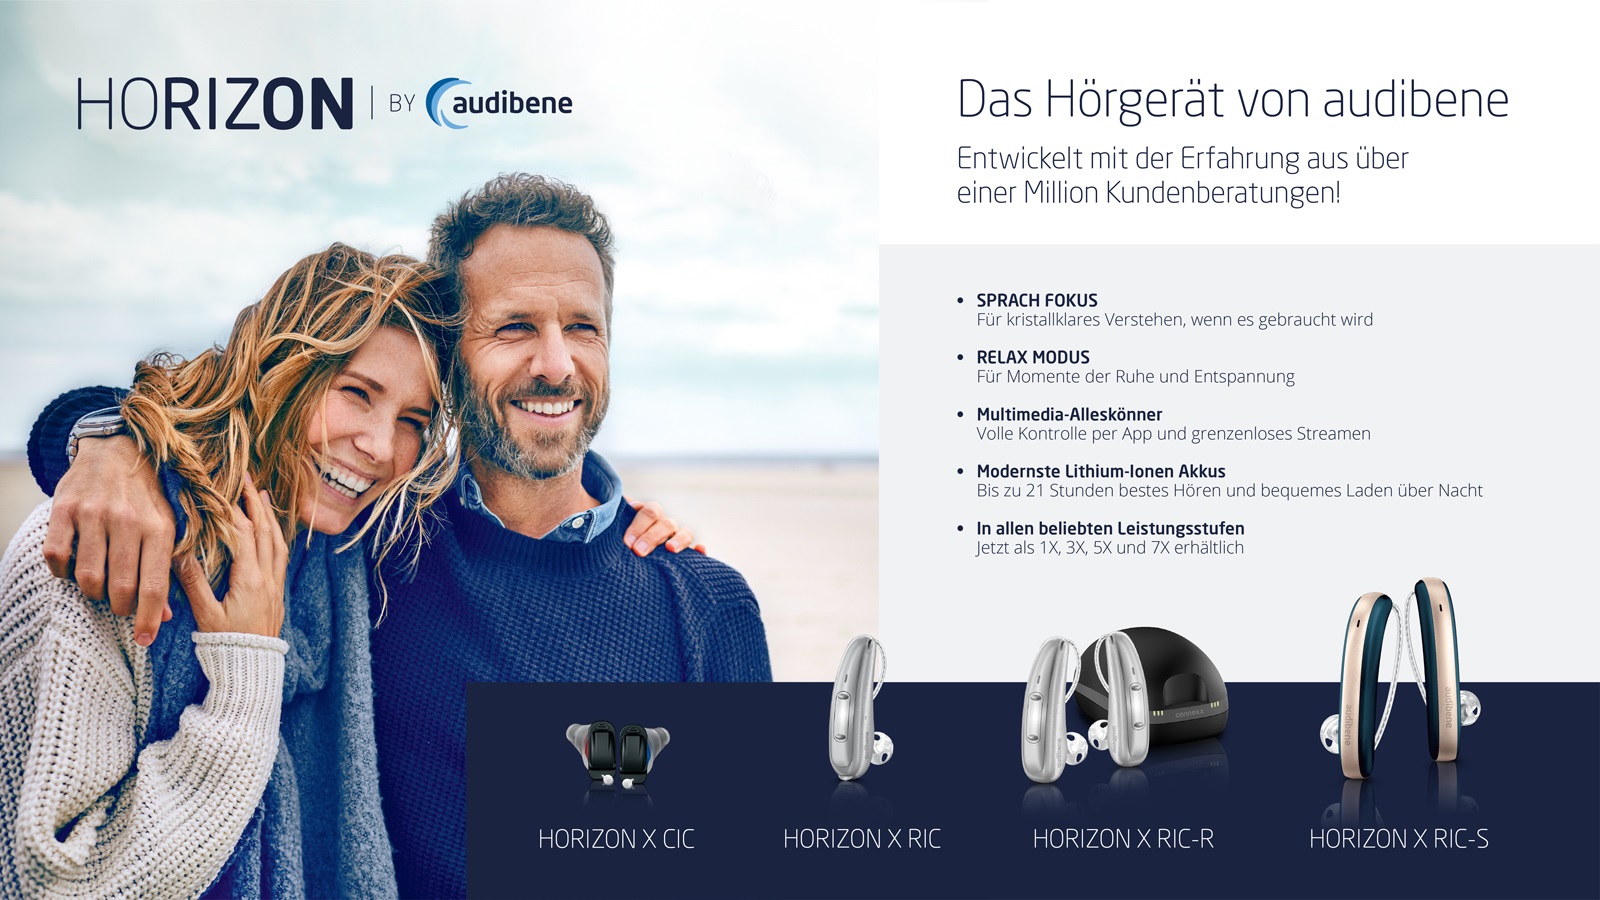 HORIZON | BY audibene
Das Hörgerät von audibene
Entwickelt mit der Erfahrung aus über
einer Million Kundenberatungen!
• SPRACH FOKUS
Für kristallklares Verstehen, wenn es gebraucht wird
• RELAX MODUS
Für Momente der Ruhe und Entspannung
• Multimedia-Alleskönner
Volle Kontrolle per App und grenzenloses Streamen
• Modernste Lithium-Ionen Akkus
Bis zu 21 Stunden bestes Hören und bequemes Laden über Nacht
• In allen beliebten Leistungsstufen
Jetzt als 1X, 3X, 5X und 7X erhältlich
connexx
audibene
audibene
HORIZON X CIC
HORIZON X RIC
HORIZON X RIC-R
HORIZON X RIC-S